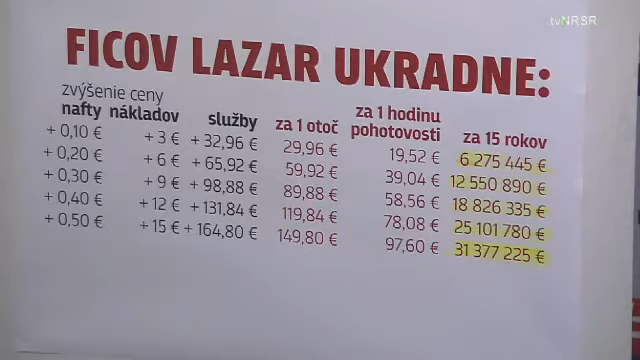 tvNRSR
FICOV LAZAR UKRADNE:
zvýšenie ceny
nafty nákladov služby za 1 otoč za 1 hodinu pohotovosti za 15 rokov
+ 0,10 € + 3 € + 32,96 € 29,96 € 19,52 € 6 275 445 €
+ 0,20 € + 6 € + 65,92 € 59,92 € 39,04 € 12 550 890 €
+ 0,30 € + 9 € + 98,88 € 89,88 € 58,56 € 18 826 335 €
+ 0,40 € + 12 € + 131,84 € 119,84 € 78,08 € 25 101 780 €
+ 0,50 € + 15 € + 164,80 € 149,80 € 97,60 € 31 377 225 €